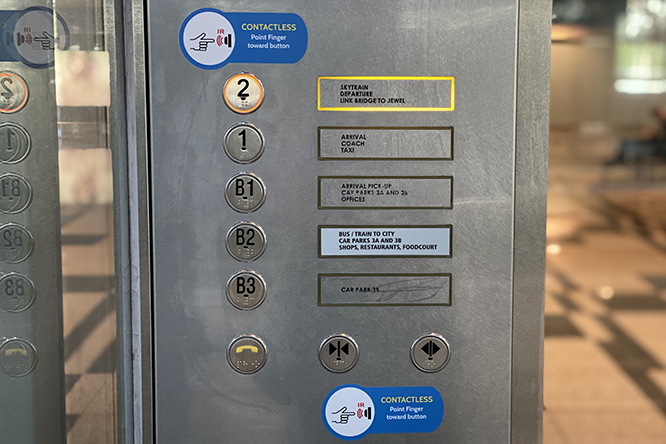 IR
CONTACTLESS
Point Finger
toward button
2
SKYTRAIN
DEPARTURE
LINK BRIDGE TO JEWEL
1
ARRIVAL
COACH
TAXI
B1
ARRIVAL PICK-UP
CAR PARKS 3A AND 3B
OFFICES
B2
BUS / TRAIN TO CITY
CAR PARKS 3A AND 3B
SHOPS, RESTAURANTS, FOODCOURT
B3
CAR PARK
IR
CONTACTLESS
Point Finger
toward button